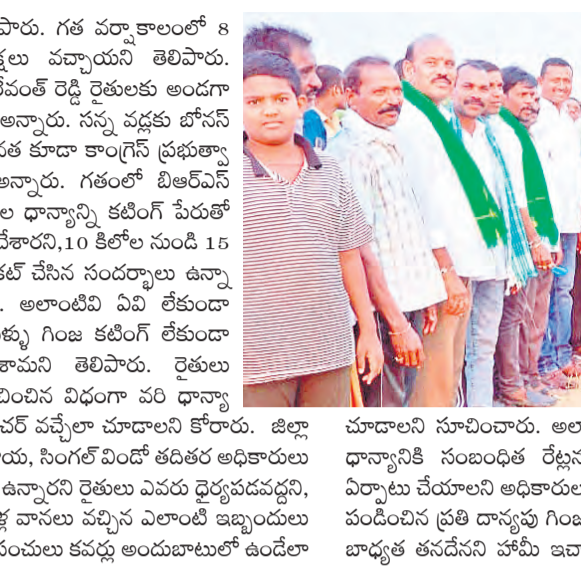 పారు. గత వర్షాకాలంలో 8
క్షలు వచ్చాయని తెలిపారు.
రేవంత్ రెడ్డి రైతులకు అండగా
అన్నారు. సన్న వడ్లకు బోనస్
నత కూడా కాంగ్రెస్ ప్రభుత్వా
అన్నారు. గతంలో బిఆర్ఎస్
ల ధాన్యాన్ని కటింగ్ పేరుతో
దేశారని,10 కిలోల నుండి 15
కట్ చేసిన సందర్భాలు ఉన్నా
. అలాంటివి ఏవి లేకుండా
ళ్ళు గింజ కటింగ్ లేకుండా
శామని తెలిపారు. రైతులు
చించిన విధంగా వరి ధాన్యా
చర్ వచ్చేలా చూడాలని కోరారు. జిల్లా
ాయ, సింగల్ విండో తదితర అధికారులు
ఉన్నారని రైతులు ఎవరు ధైర్యపడవద్దని,
ళ్ల వానలు వచ్చిన ఎలాంటి ఇబ్బందులు
పంచులు కవర్లు అందుబాటులో ఉండేలా
చూడాలని సూచించారు. అలా
ధాన్యానికి సంబంధిత రేట్లన
ఏర్పాటు చేయాలని అధికారుల
పండించిన ప్రతి దాన్యపు గింజ
బాధ్యత తనదేనని హామీ ఇచా